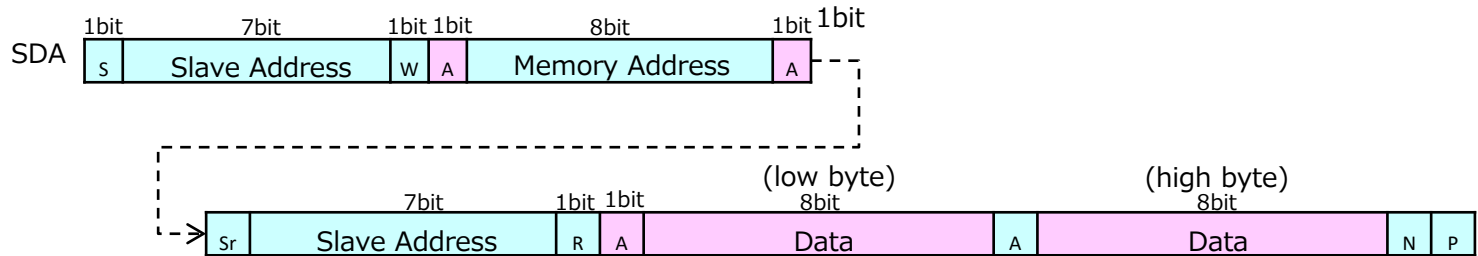 1bit 7bit 1bit 1bit 8bit 1bit 1bit
SDA S Slave Address W A Memory Address A
(low byte) (high byte)
7bit 1bit 1bit 8bit 8bit
Sr Slave Address R A Data A Data N P